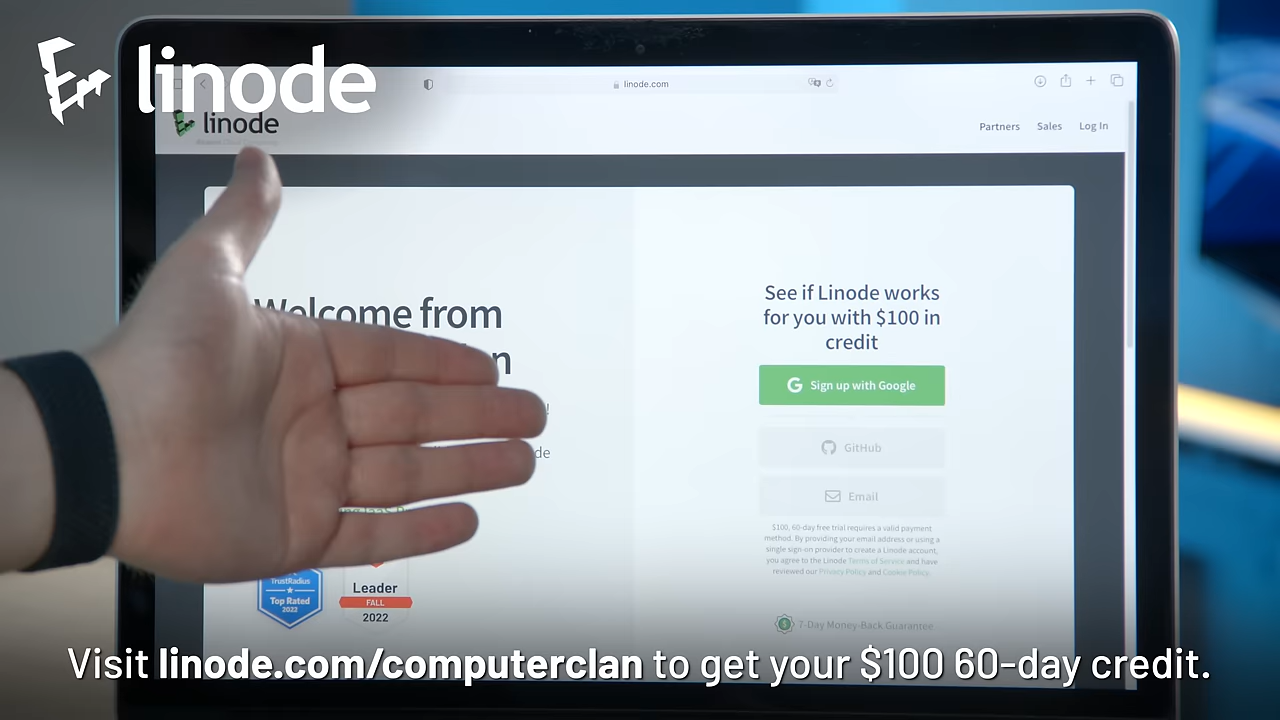 linode
linode.com
linode
Partners Sales Log In
Welcome from
n
!
de
See if Linode works
for you with $100 in
credit
Sign up with Google
GitHub
Email
$100, 60-day free trial requires a valid payment
method. By providing your email address or using a
single sign-on provider to create a Linode account,
you agree to the Linode Terms of Service and have
reviewed our Privacy Policy and Cookie Policy.
7-Day Money-Back Guarantee
TrustRadius
Top Rated
2022
Leader
FALL
2022
Visit linode.com/computerclan to get your $100 60-day credit.